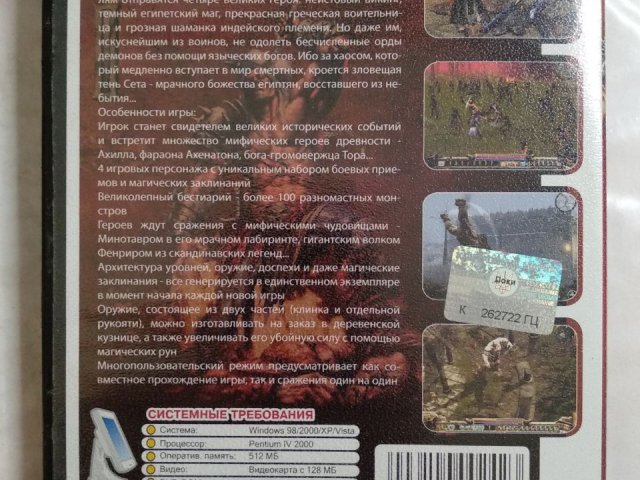 лям отправятся четыре великих героя: неистовый викинг,
темный египетский маг, прекрасная греческая воительни-
ца и грозная шаманка индейского племени. Но даже им,
искуснейшим из воинов, не одолеть бесчисленные орды
демонов без помощи языческих богов. Ибо за хаосом, кото-
рый медленно вступает в мир смертных, кроется зловещая
тень Сета - мрачного божества египтян, восставшего из не-
бытия...
Особенности игры:
Игрок станет свидетелем великих исторических событий
и встретит множество мифических героев древности -
Ахилла, фараона Акенатона, бога-громовержца Тора...
4 игровых персонажа с уникальным набором боевых прие-
мов и магических заклинаний
Великолепный бестиарий - более 100 разномастных мон-
стров
Героев ждут сражения с мифическими чудовищами -
Минотавром в его мрачном лабиринте, гигантским волком
Фенриром из скандинавских легенд...
Архитектура уровней, оружие, доспехи и даже магические
заклинания - все генерируется в единственном экземпляре
в момент начала каждой новой игры
Оружие, состоящее из двух частей (клинка и отдельной
рукояти), можно изготавливать на заказ в деревенской
кузнице, а также увеличивать его убойную силу с помощью
магических рун
Многопользовательский режим предусматривает как со-
вместное прохождение игры, так и сражения один на один
Доки
К 262722 ГЦ
СИСТЕМНЫЕ ТРЕБОВАНИЯ
Система: Windows 98/2000/XP/Vista
Процессор: Pentium IV 2000
Оператив. память: 512 МБ
Видео: Видеокарта с 128 МБ